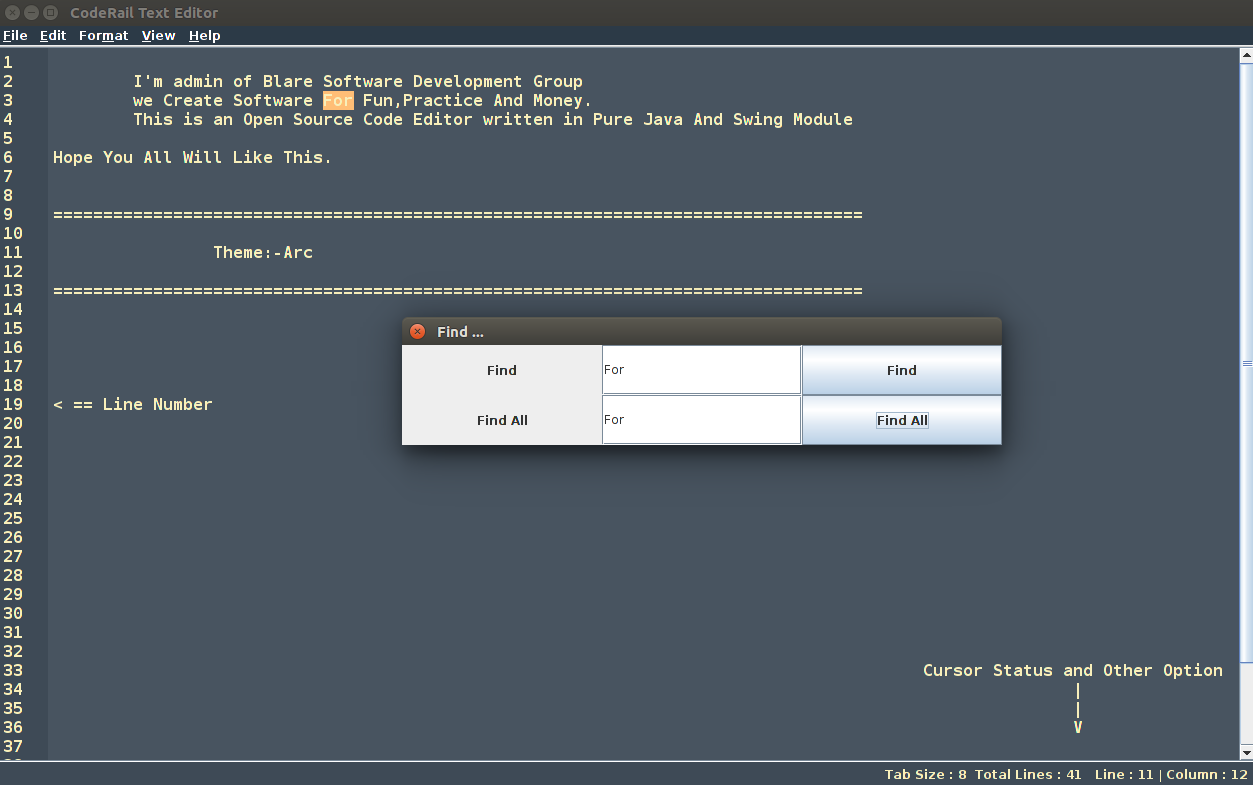 CodeRail Text Editor
File Edit Format View Help
1
2 I'm admin of Blare Software Development Group
3 we Create Software For Fun,Practice And Money.
4 This is an Open Source Code Editor written in Pure Java And Swing Module
5
6 Hope You All Will Like This.
7
8
9 =================================================================================
10
11 Theme:-Arc
12
13 =================================================================================
14
15
16
17
18
19 < == Line Number
20
21
22
23
24
25
26
27
28
29
30
31
32
33 Cursor Status and Other Option
34 |
35 |
36 V
37
Find ...
Find For Find
Find All For Find All
Tab Size : 8 Total Lines : 41 Line : 11 | Column : 12